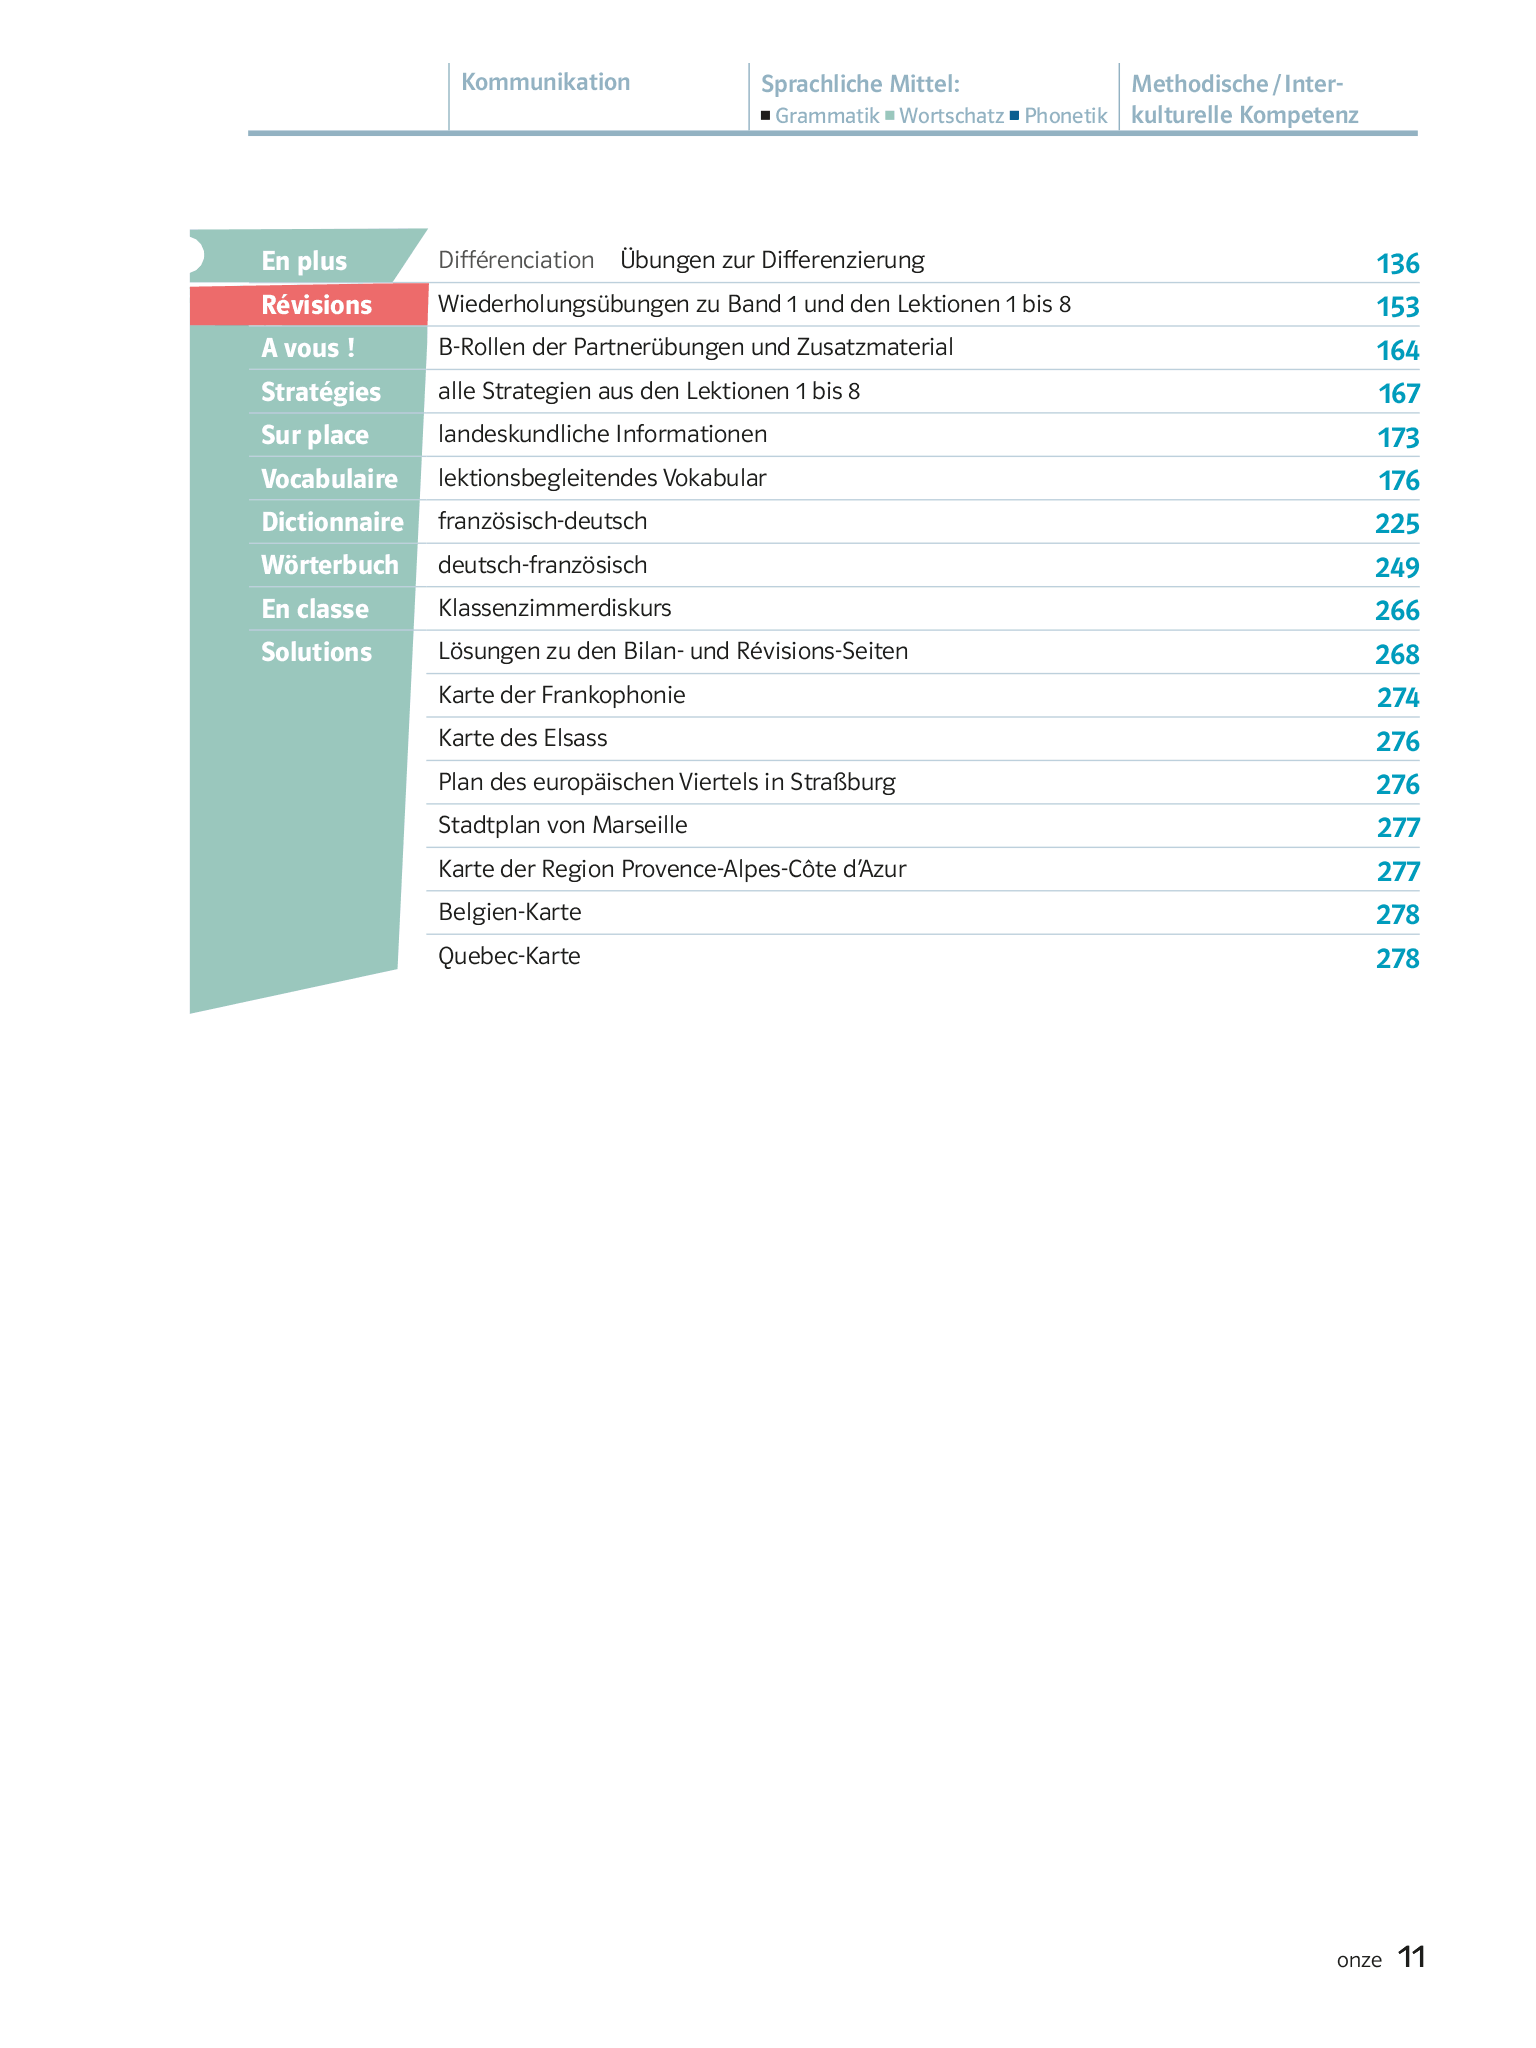 Kommunikation
Sprachliche Mittel:
Grammatik Wortschatz Phonetik
Methodische / Inter-
kulturelle Kompetenz
En plus Différenciation Übungen zur Differenzierung 136
Révisions Wiederholungsübungen zu Band 1 und den Lektionen 1 bis 8 153
A vous ! B-Rollen der Partnerübungen und Zusatzmaterial 164
Stratégies alle Strategien aus den Lektionen 1 bis 8 167
Sur place landeskundliche Informationen 173
Vocabulaire lektionsbegleitendes Vokabular 176
Dictionnaire französisch-deutsch 225
Wörterbuch deutsch-französisch 249
En classe Klassenzimmerdiskurs 266
Solutions Lösungen zu den Bilan- und Révisions-Seiten 268
Karte der Frankophonie 274
Karte des Elsass 276
Plan des europäischen Viertels in Straßburg 276
Stadtplan von Marseille 277
Karte der Region Provence-Alpes-Côte d’Azur 277
Belgien-Karte 278
Quebec-Karte 278
onze 11